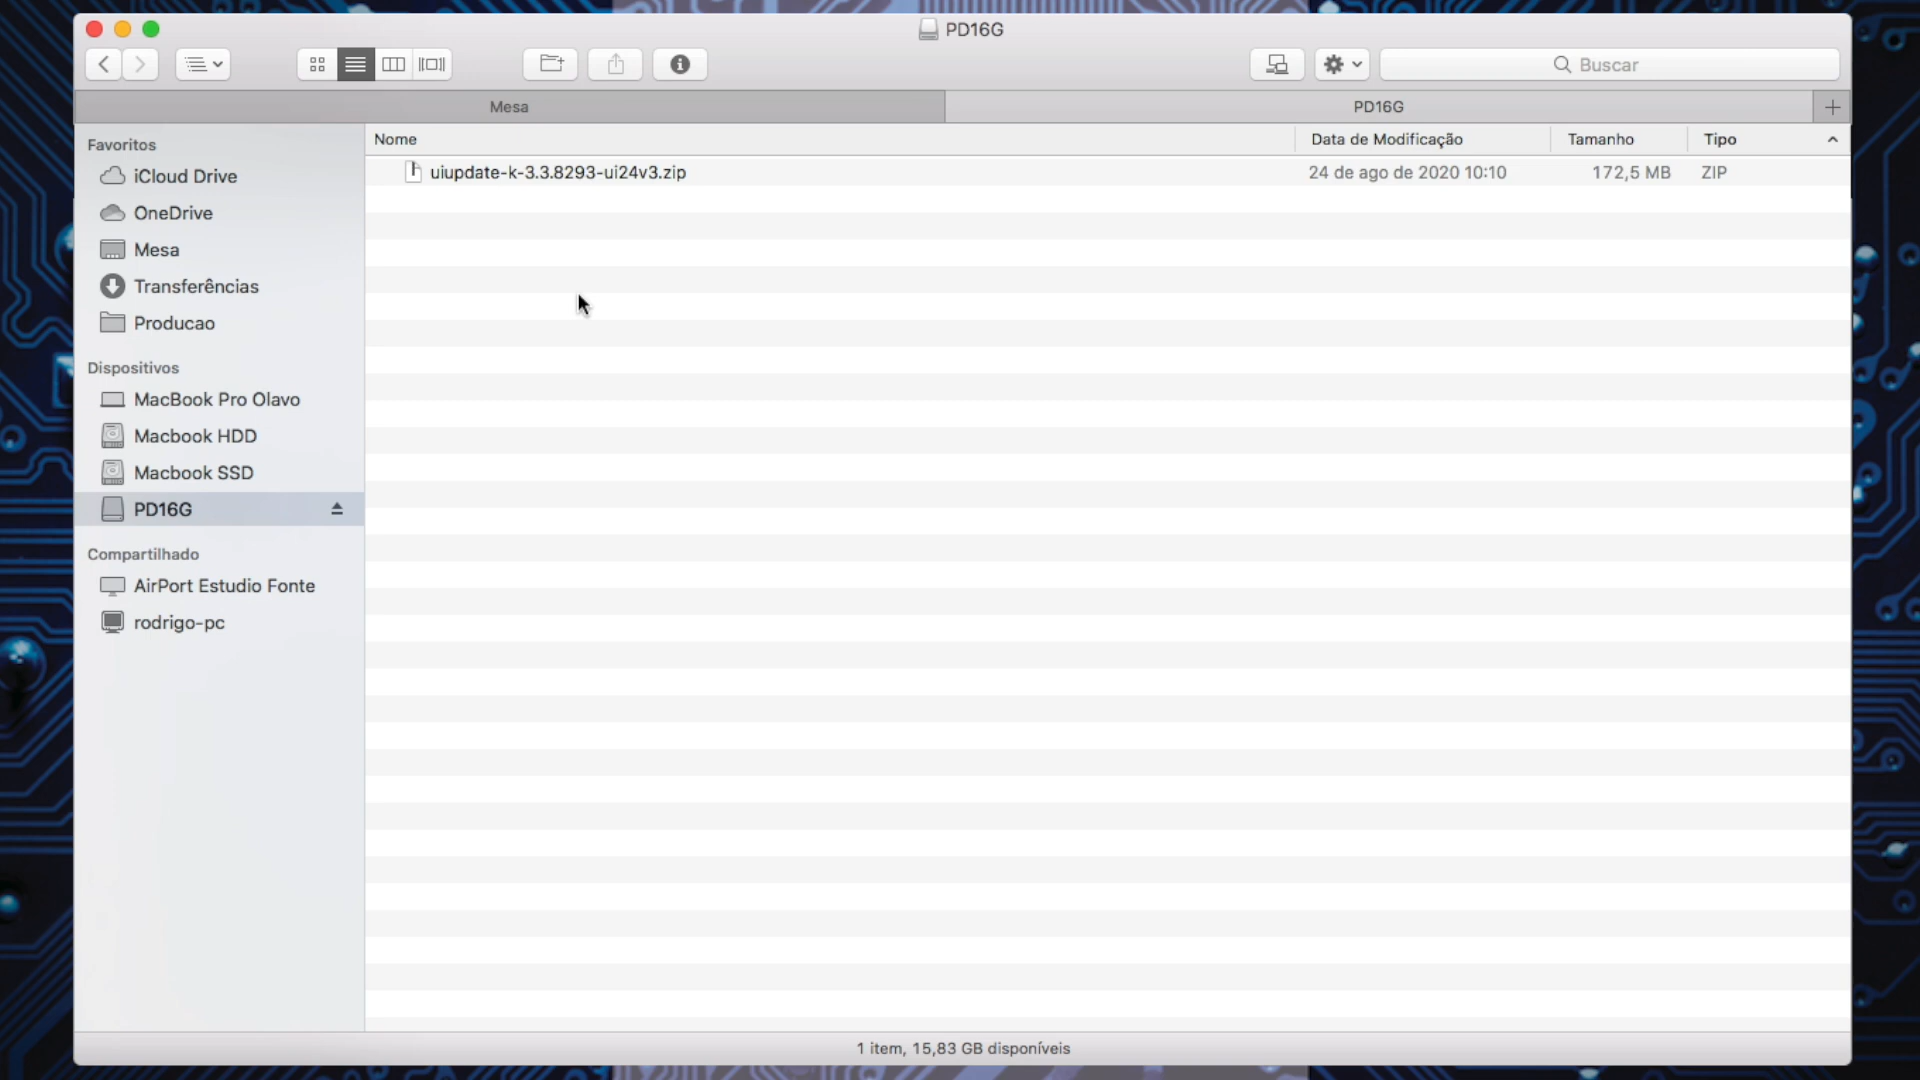 PD16G
Buscar
Mesa
PD16G
Nome
Data de Modificação
Tamanho
Tipo
uiupdate-k-3.3.8293-ui24v3.zip
24 de ago de 2020 10:10
172,5 MB
ZIP
Favoritos
iCloud Drive
OneDrive
Mesa
Transferências
Producao
Dispositivos
MacBook Pro Olavo
Macbook HDD
Macbook SSD
PD16G
Compartilhado
AirPort Estudio Fonte
rodrigo-pc
1 item, 15,83 GB disponíveis